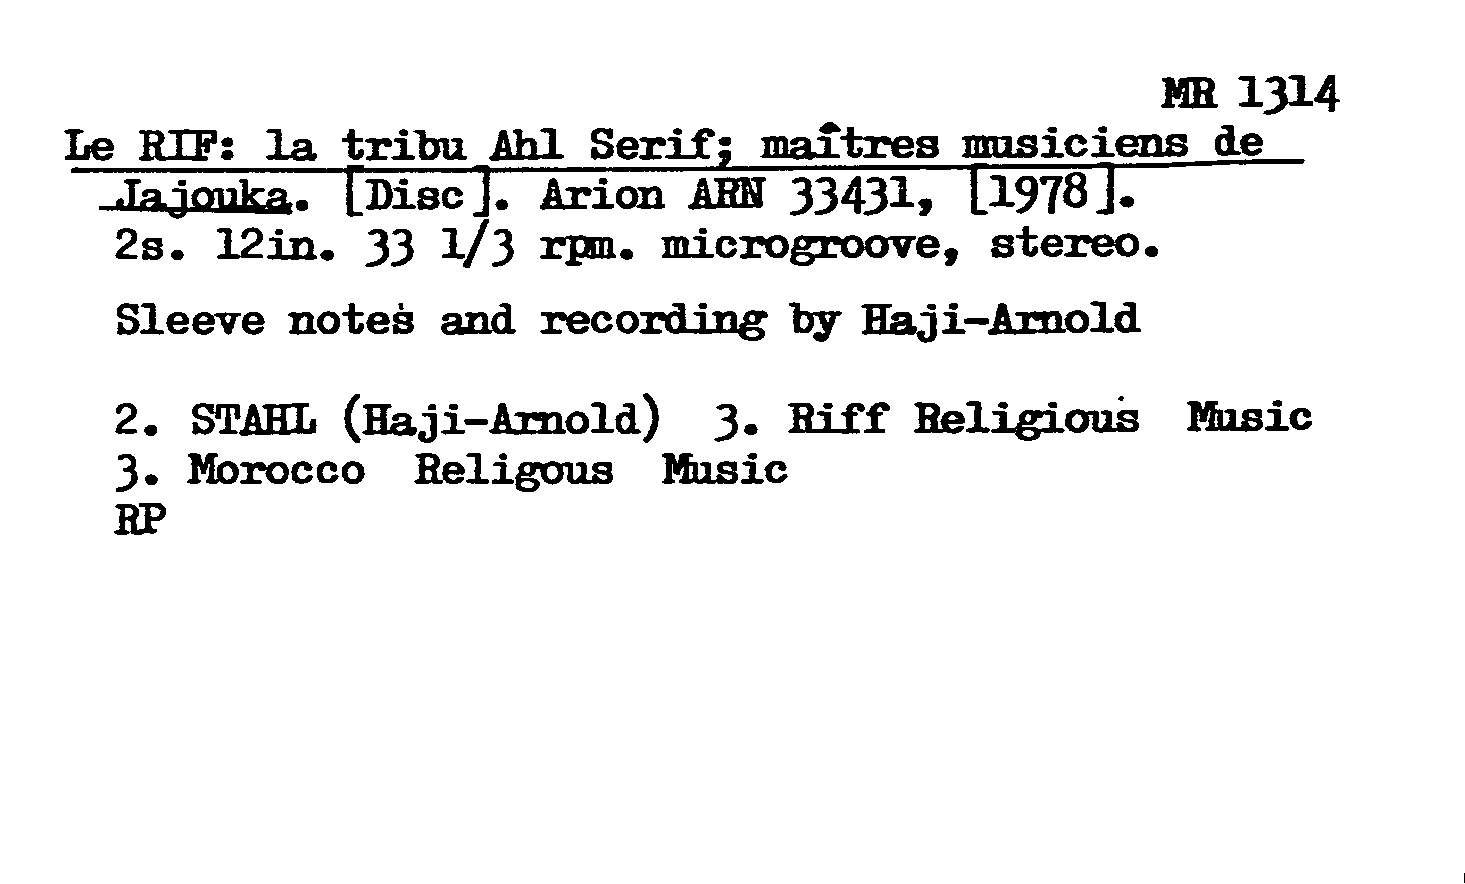 MR 1314
Le RIF: la tribu Ahl Serif; maîtres musiciens de
Jajouka. [Disc]. Arion ARN 33431, [1978].
2s. 12in. 33 1/3 rpm. microgroove, stereo.
Sleeve notes and recording by Haji-Arnold
2. STAHL (Haji-Arnold) 3. Riff Religious Music
3. Morocco Religous Music
RP